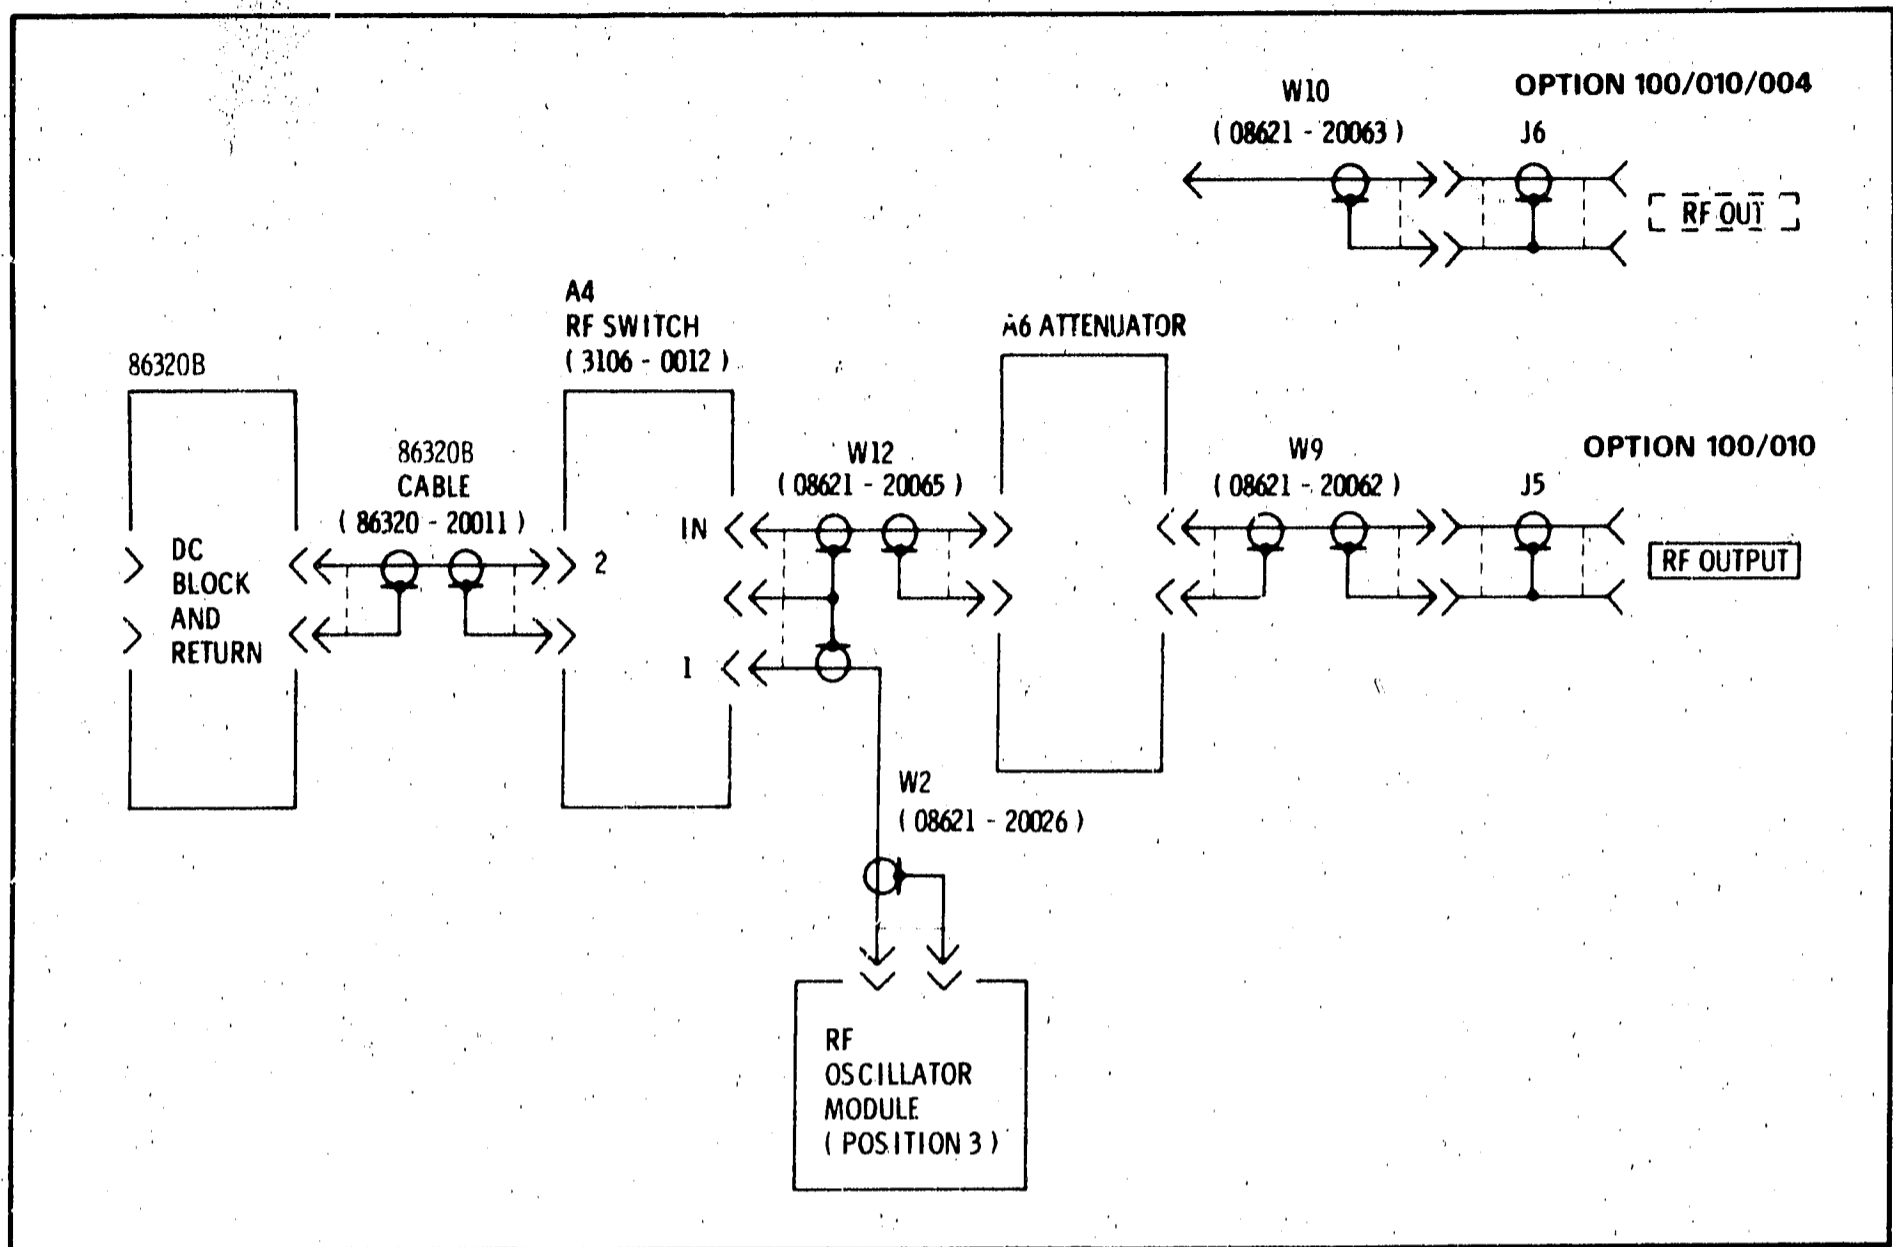 OPTION 100/010/004
W10
( 08621 - 20063 )
J6
RF OUT
A4
RF SWITCH
( 3106 - 0012 )
A6 ATTENUATOR
86320B
86320B
CABLE
( 86320 - 20011 )
W12
( 08621 - 20065 )
W9
( 08621 - 20062 )
OPTION 100/010
J5
DC
BLOCK
AND
RETURN
2
IN
1
RF OUTPUT
W2
( 08621 - 20026 )
RF
OSCILLATOR
MODULE
( POSITION 3 )